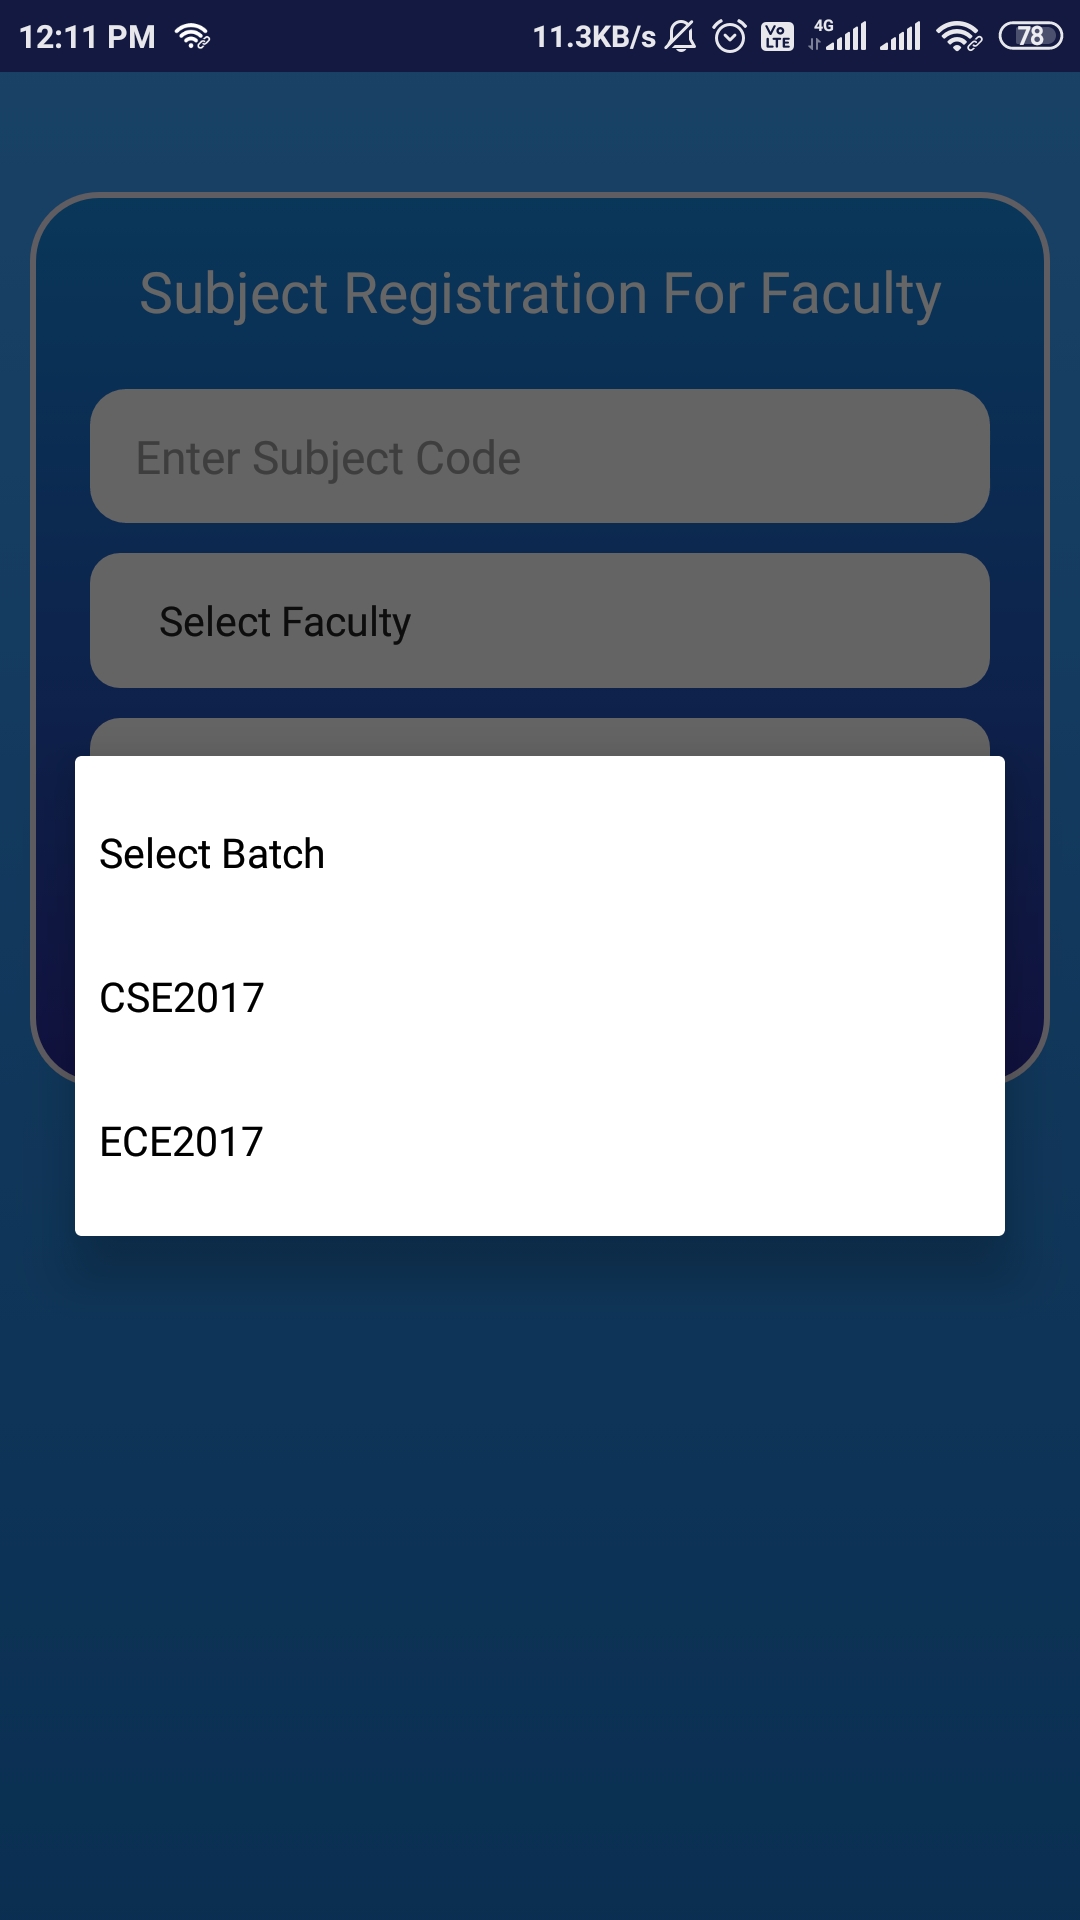 12:11 PM 11.3KB/s Vo LTE 4G 78
Subject Registration For Faculty
Enter Subject Code
Select Faculty
Select Batch
CSE2017
ECE2017